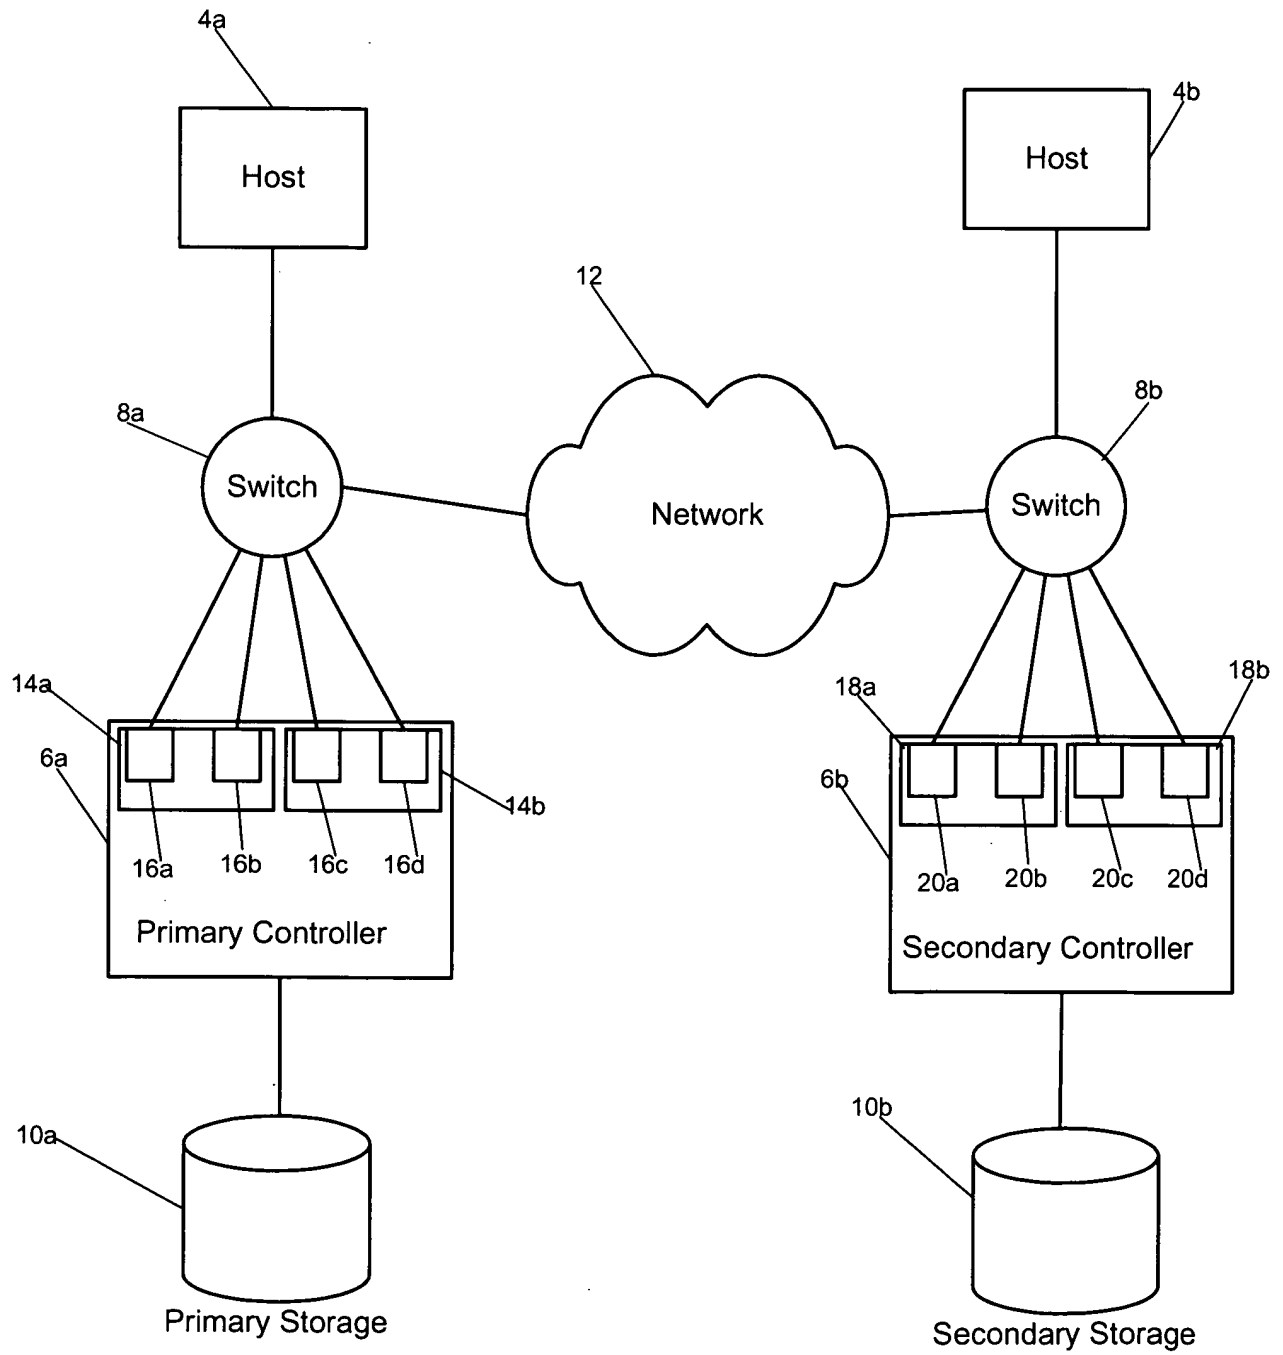 4a
4b
Host
Host
12
8a
8b
Switch
Network
Switch
14a
18a
18b
6a
6b
14b
16a
16b
16c
16d
20a
20b
20c
20d
Primary Controller
Secondary Controller
10a
10b
Primary Storage
Secondary Storage